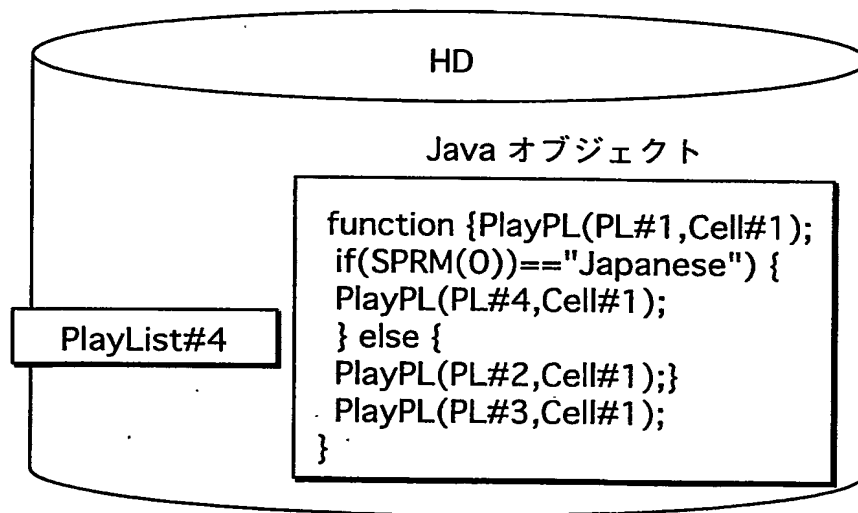 HD
Java オブジェクト
function {PlayPL(PL#1,Cell#1);
if(SPRM(0))=="Japanese") {
PlayPL(PL#4,Cell#1);
} else {
PlayPL(PL#2,Cell#1);}
PlayPL(PL#3,Cell#1);
}
PlayList#4